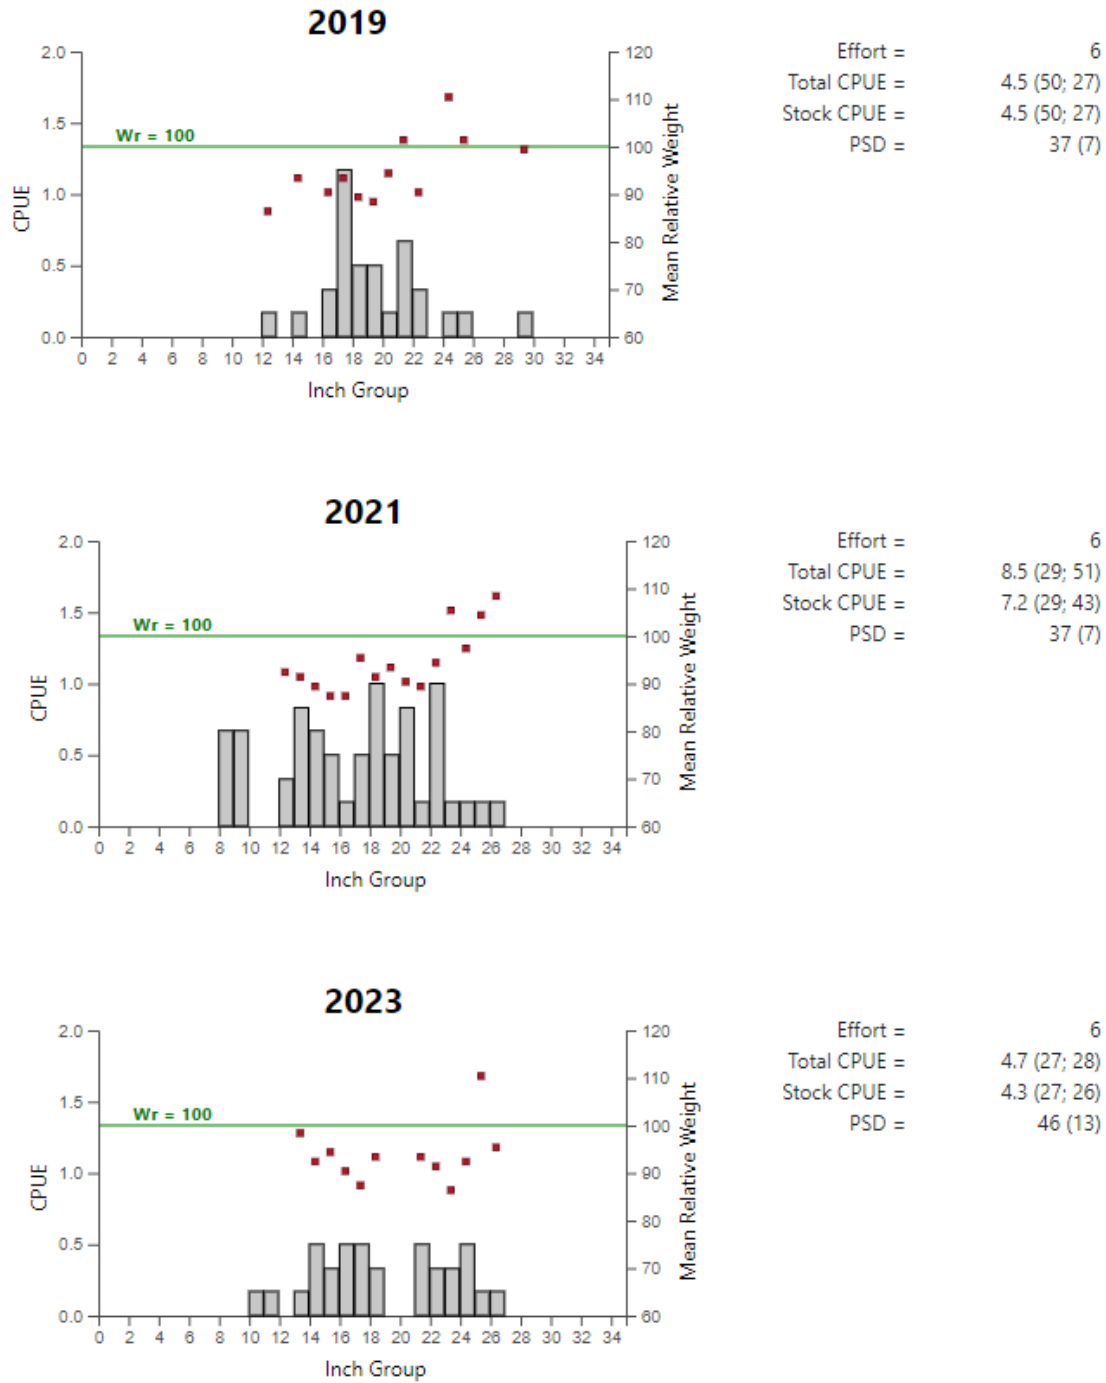 2019
2.0
1.5
1.0
0.5
0.0
CPUE
Wr = 100
120
110
100
90
80
70
60
Mean Relative Weight
0 2 4 6 8 10 12 14 16 18 20 22 24 26 28 30 32 34
Inch Group
Effort = 6
Total CPUE = 4.5 (50; 27)
Stock CPUE = 4.5 (50; 27)
PSD = 37 (7)
2021
2.0
1.5
1.0
0.5
0.0
CPUE
Wr = 100
120
110
100
90
80
70
60
Mean Relative Weight
0 2 4 6 8 10 12 14 16 18 20 22 24 26 28 30 32 34
Inch Group
Effort = 6
Total CPUE = 8.5 (29; 51)
Stock CPUE = 7.2 (29; 43)
PSD = 37 (7)
2023
2.0
1.5
1.0
0.5
0.0
CPUE
Wr = 100
120
110
100
90
80
70
60
Mean Relative Weight
0 2 4 6 8 10 12 14 16 18 20 22 24 26 28 30 32 34
Inch Group
Effort = 6
Total CPUE = 4.7 (27; 28)
Stock CPUE = 4.3 (27; 26)
PSD = 46 (13)